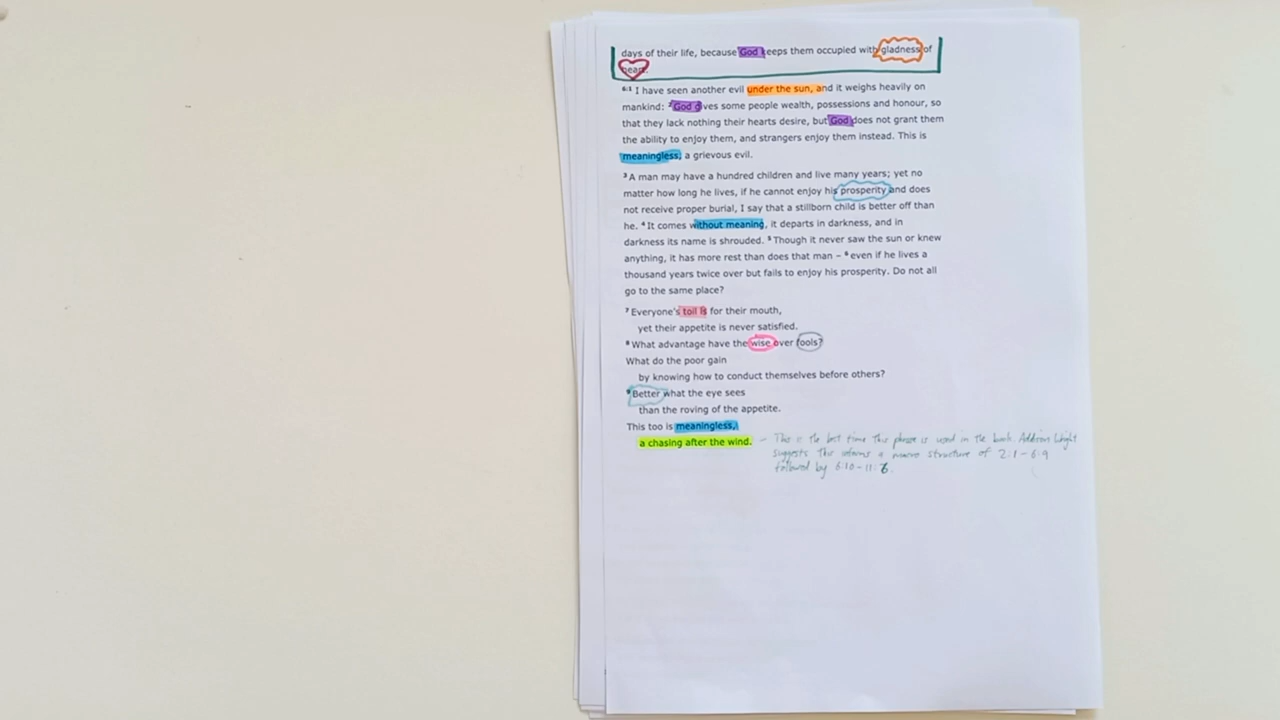 days of their life, because God keeps them occupied with gladness of
heart.
6:1 I have seen another evil under the sun, and it weighs heavily on
mankind: 2 God gives some people wealth, possessions and honour, so
that they lack nothing their hearts desire, but God does not grant them
the ability to enjoy them, and strangers enjoy them instead. This is
meaningless, a grievous evil.
3 A man may have a hundred children and live many years; yet no
matter how long he lives, if he cannot enjoy his prosperity and does
not receive proper burial, I say that a stillborn child is better off than
he. 4 It comes without meaning, it departs in darkness, and in
darkness its name is shrouded. 5 Though it never saw the sun or knew
anything, it has more rest than does that man – 6 even if he lives a
thousand years twice over but fails to enjoy his prosperity. Do not all
go to the same place?
7 Everyone's toil is for their mouth,
yet their appetite is never satisfied.
8 What advantage have the wise over fools?
What do the poor gain
by knowing how to conduct themselves before others?
9 Better what the eye sees
than the roving of the appetite.
This too is meaningless,
a chasing after the wind. – This is the last time this phrase is used in the book. Addison Wright
suggests this informs a macro structure of 2:1-6:9
followed by 6:10-11:6.